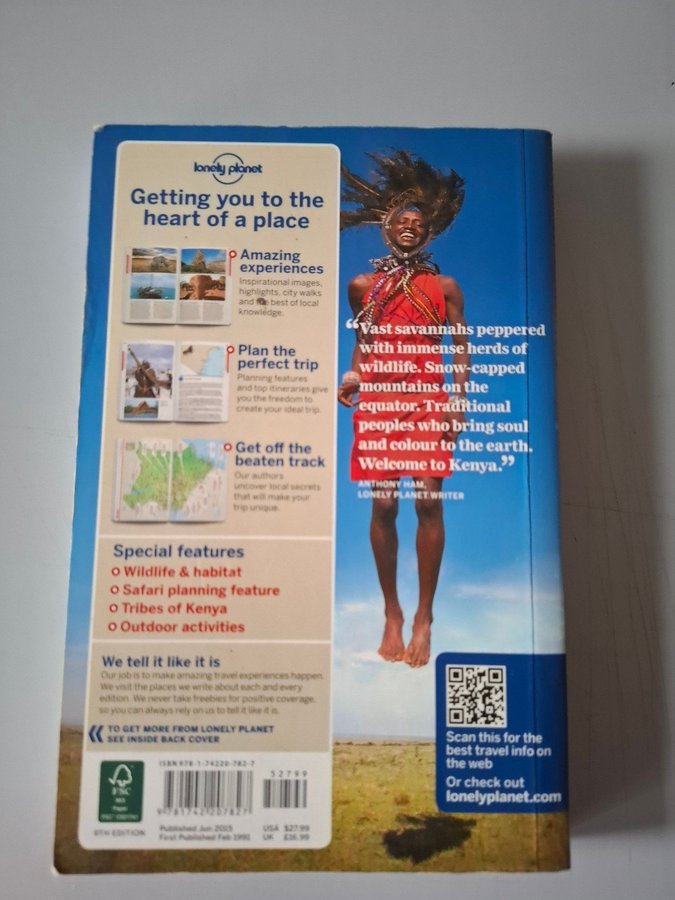 lonely planet
Getting you to the
heart of a place
Amazing
experiences
Inspirational images,
highlights, city walks
and the best of local
knowledge.
Plan the
perfect trip
Planning features
and top itineraries give
you the freedom to
create your ideal trip.
Get off the
beaten track
Our authors
uncover local secrets
that will make your
trip unique.
Special features
Wildlife & habitat
Safari planning feature
Tribes of Kenya
Outdoor activities
We tell it like it is
Our job is to make amazing travel experiences happen.
We visit the places we write about each and every
edition. We never take freebies for positive coverage,
so you can always rely on us to tell it like it is.
« TO GET MORE FROM LONELY PLANET
SEE INSIDE BACK COVER
FSC
MIX
Paper
9TH EDITION
ISBN 978-1-74220-782-7
52799
9 781742 207827
Published Jun 2015
First Published Feb 1991
USA $27.99
UK £16.99
“Vast savannahs peppered
with immense herds of
wildlife. Snow-capped
mountains on the
equator. Traditional
peoples who bring soul
and colour to the earth.
Welcome to Kenya.”
ANTHONY HAM,
LONELY PLANET WRITER
Scan this for the
best travel info on
the web
Or check out
lonelyplanet.com